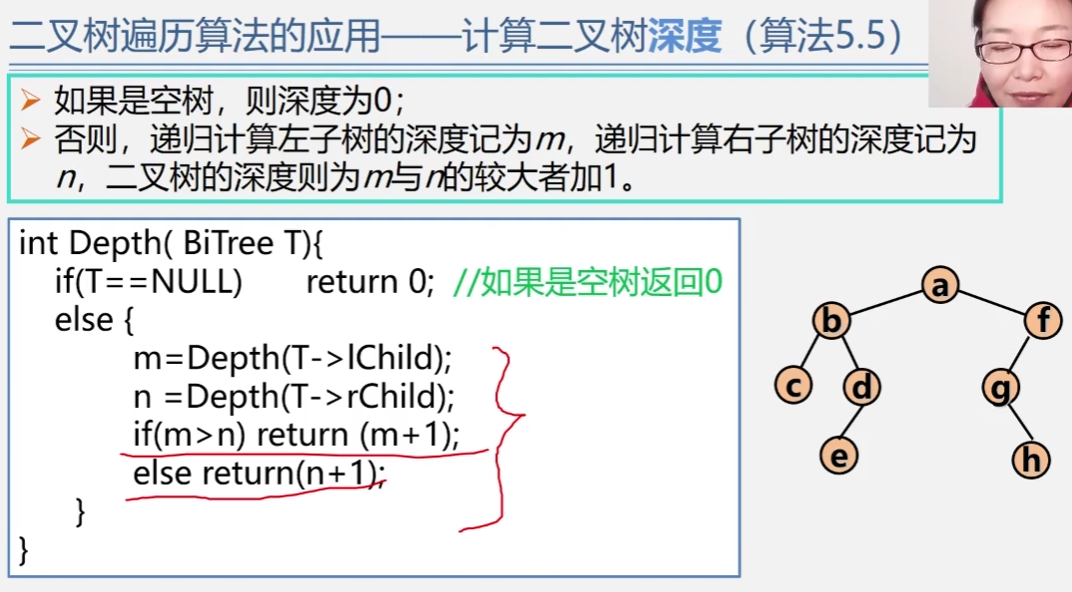 二叉树遍历算法的应用——计算二叉树深度（算法5.5）
➢ 如果是空树，则深度为0；
➢ 否则，递归计算左子树的深度记为m，递归计算右子树的深度记为
n，二叉树的深度则为m与n的较大者加1。
int Depth( BiTree T){
if(T==NULL) return 0; //如果是空树返回0
else {
m=Depth(T->lChild);
n =Depth(T->rChild);
if(m>n) return (m+1);
else return(n+1);
}
}
a
b f
c d g
e h